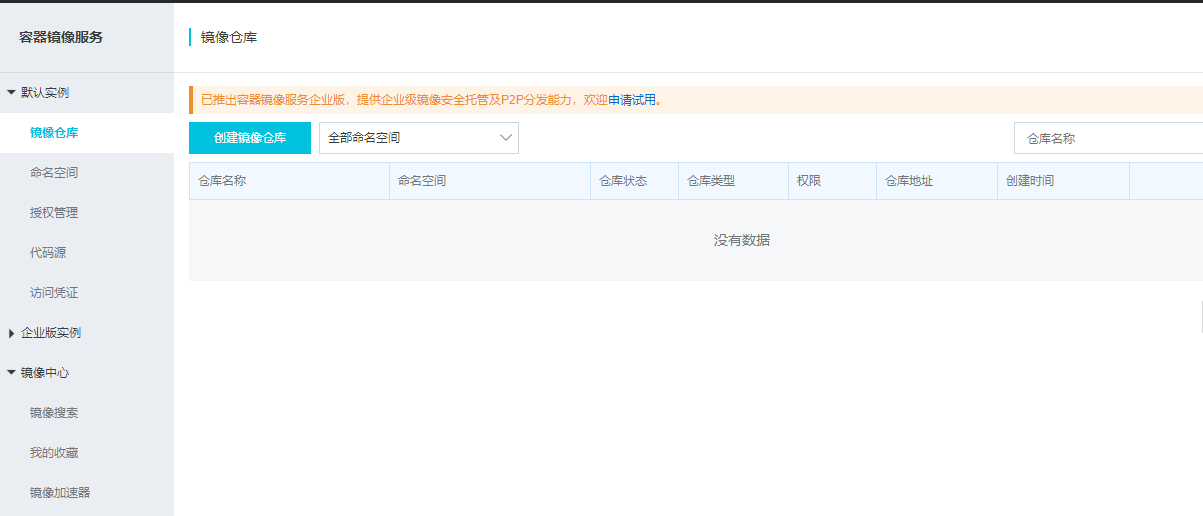 容器镜像服务
镜像仓库
默认实例
镜像仓库
命名空间
授权管理
代码源
访问凭证
企业版实例
镜像中心
镜像搜索
我的收藏
镜像加速器
已推出容器镜像服务企业版，提供企业级镜像安全托管及P2P分发能力，欢迎申请试用。
创建镜像仓库 全部命名空间 仓库名称
仓库名称 命名空间 仓库状态 仓库类型 权限 仓库地址 创建时间
没有数据